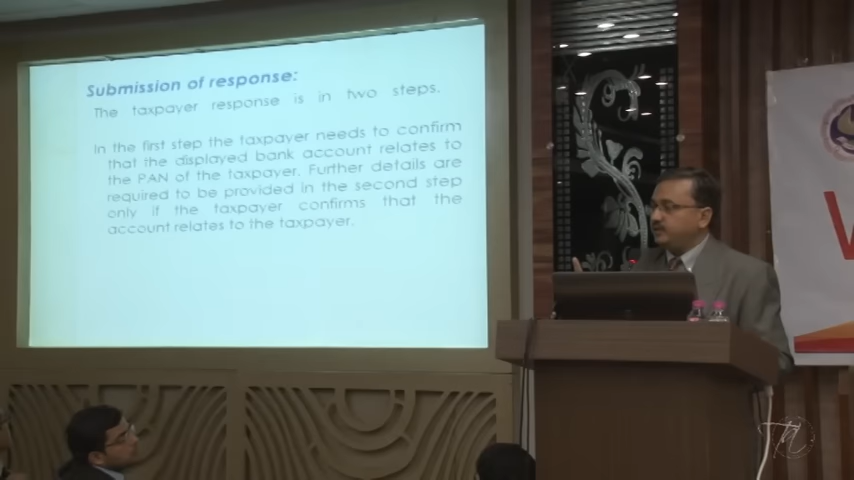 Submission of response:
The taxpayer response is in two steps.
In the first step the taxpayer needs to confirm
that the displayed bank account relates to
the PAN of the taxpayer. Further details are
required to be provided in the second step
only if the taxpayer confirms that the
account relates to the taxpayer.